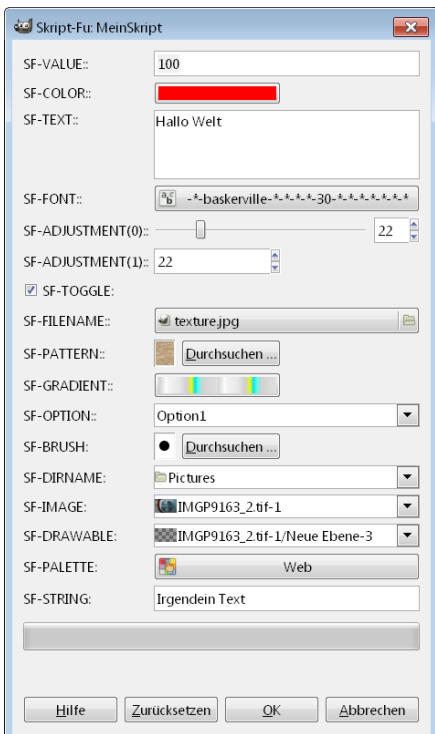 Skript-Fu: MeinSkript
SF-VALUE:: 100
SF-COLOR::
SF-TEXT:: Hallo Welt
SF-FONT:: -*-baskerville-*-*-*-*-30-*-*-*-*-*-*-*
SF-ADJUSTMENT(0):: 22
SF-ADJUSTMENT(1):: 22
SF-TOGGLE:
SF-FILENAME:: texture.jpg
SF-PATTERN:: Durchsuchen ...
SF-GRADIENT::
SF-OPTION:: Option1
SF-BRUSH: Durchsuchen ...
SF-DIRNAME: Pictures
SF-IMAGE: IMGP9163_2.tif-1
SF-DRAWABLE: IMGP9163_2.tif-1/Neue Ebene-3
SF-PALETTE: Web
SF-STRING: Irgendein Text
Hilfe Zurücksetzen OK Abbrechen